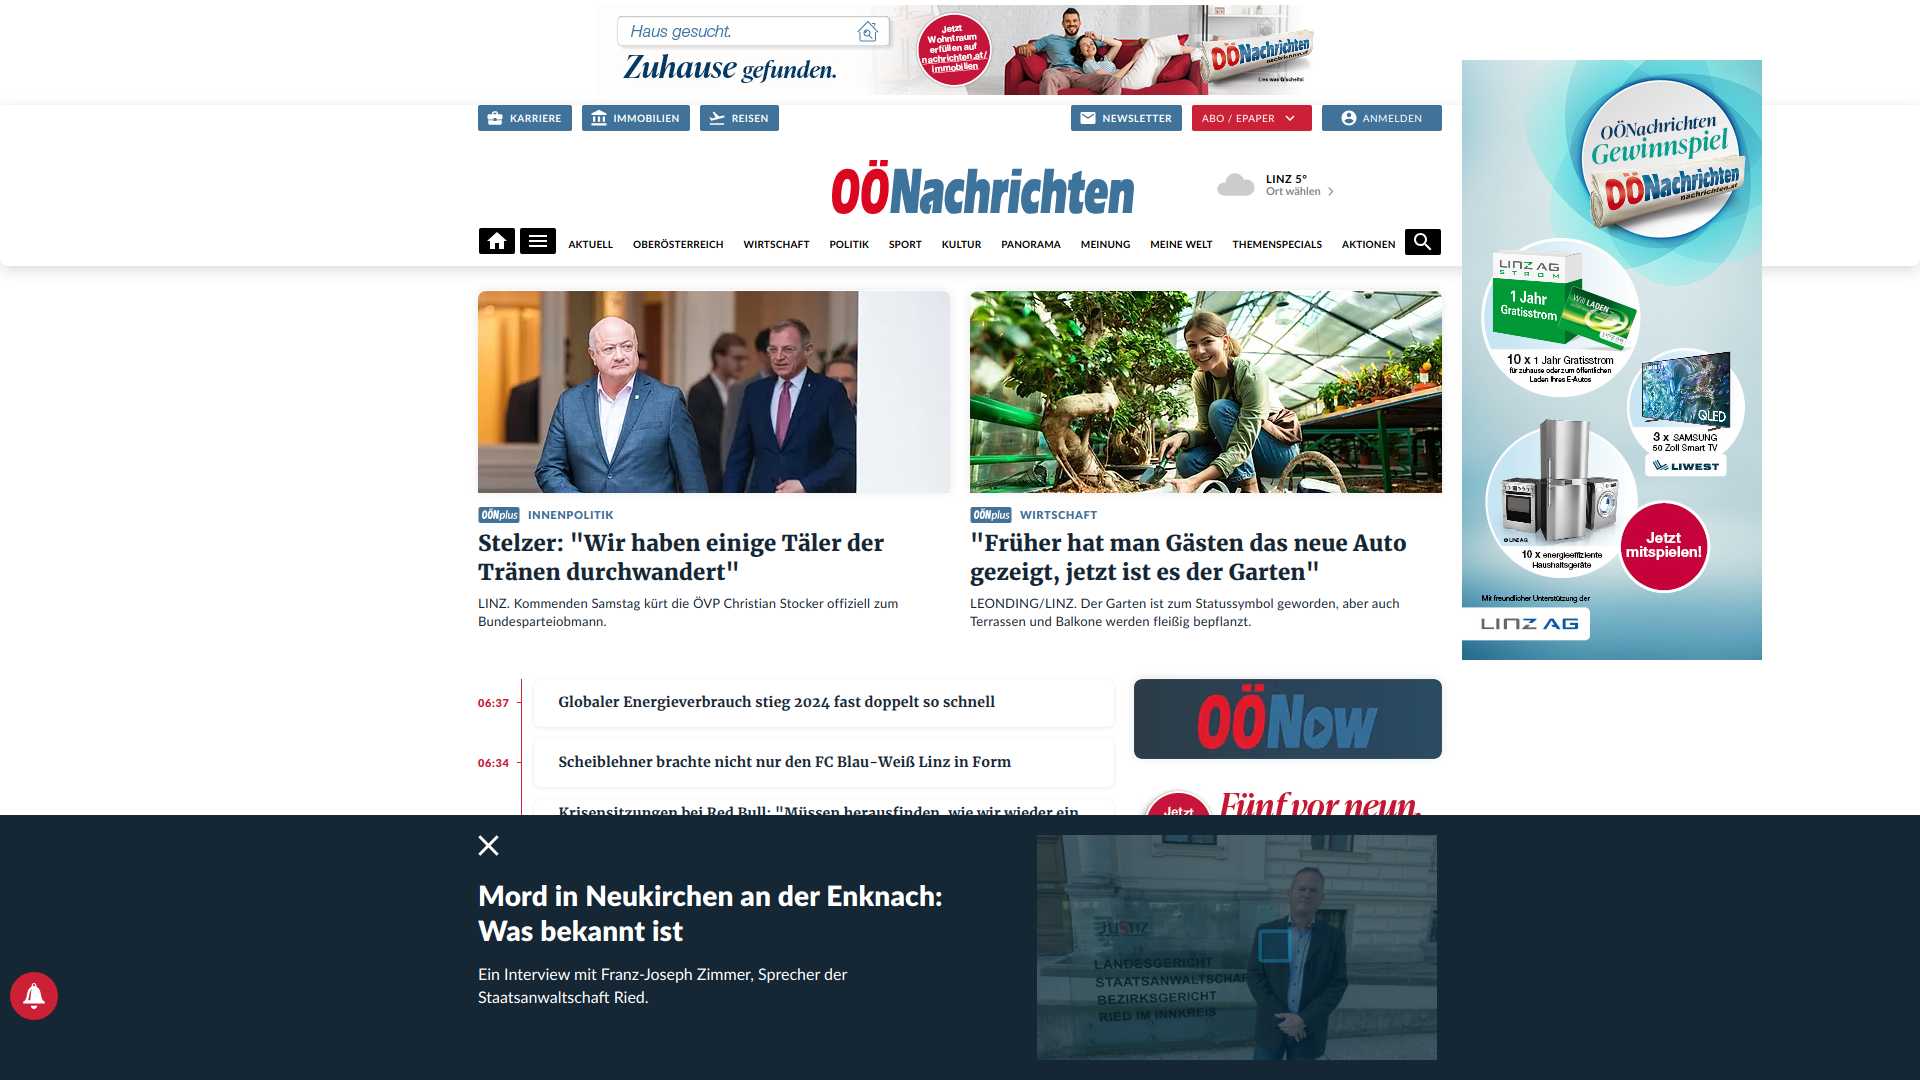 Haus gesucht.
Zuhause gefunden.
Jetzt
Wohntraum
erfüllen auf
nachrichten.at/
immobilien
OÖNachrichten
Lies was G'scheits!
KARRIERE
IMMOBILIEN
REISEN
NEWSLETTER
ABO / EPAPER
ANMELDEN
OÖNachrichten
LINZ 5°
Ort wählen
AKTUELL
OBERÖSTERREICH
WIRTSCHAFT
POLITIK
SPORT
KULTUR
PANORAMA
MEINUNG
MEINE WELT
THEMENSPECIALS
AKTIONEN
OÖNachrichten
Gewinnspiel
OÖNachrichten
nachrichten.at
LINZ AG
STROM
1 Jahr
Gratisstrom
Will LADEN
10 x 1 Jahr Gratisstrom
für zuhause oder zum öffentlichen
Laden Ihres E-Autos
QLED
3 x SAMSUNG
50 Zoll Smart TV
LIWEST
© LINZ AG
10 x energieeffiziente
Haushaltsgeräte
Jetzt
mitspielen!
Mit freundlicher Unterstützung der
LINZ AG
OÖNplus INNENPOLITIK
Stelzer: "Wir haben einige Täler der
Tränen durchwandert"
LINZ. Kommenden Samstag kürt die ÖVP Christian Stocker offiziell zum
Bundesparteiobmann.
OÖNplus WIRTSCHAFT
"Früher hat man Gästen das neue Auto
gezeigt, jetzt ist es der Garten"
LEONDING/LINZ. Der Garten ist zum Statussymbol geworden, aber auch
Terrassen und Balkone werden fleißig bepflanzt.
06:37 Globaler Energieverbrauch stieg 2024 fast doppelt so schnell
06:34 Scheiblehner brachte nicht nur den FC Blau-Weiß Linz in Form
Krisensitzungen bei Red Bull: "Müssen herausfinden, wie wir wieder ein
OÖNow
Jetzt
Fünf vor neun.
Mord in Neukirchen an der Enknach:
Was bekannt ist
Ein Interview mit Franz-Joseph Zimmer, Sprecher der
Staatsanwaltschaft Ried.
JUSTIZ
LANDESGERICHT
STAATSANWALTSCHAF
BEZIRKSGERICHT
RIED IM INNKREIS